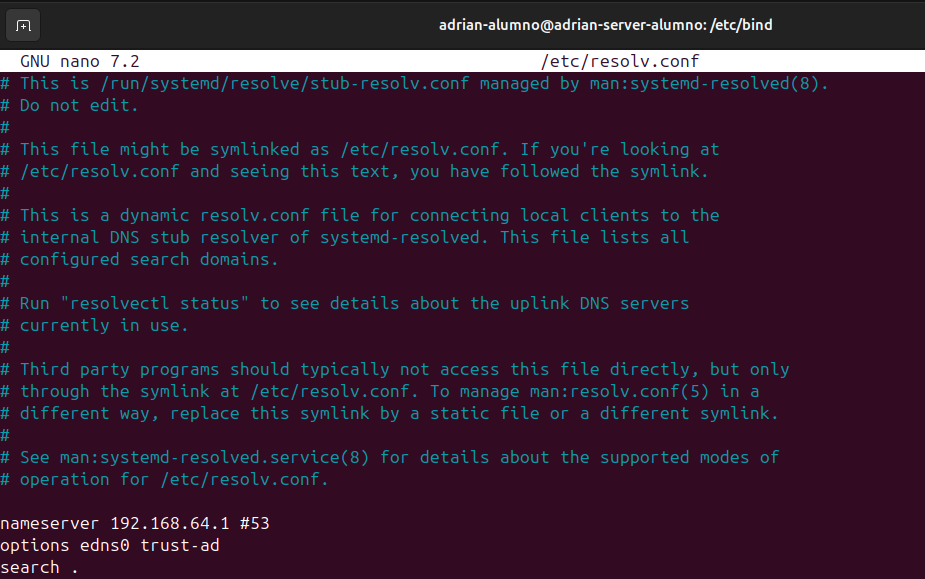 adrian-alumno@adrian-server-alumno: /etc/bind
GNU nano 7.2 /etc/resolv.conf
# This is /run/systemd/resolve/stub-resolv.conf managed by man:systemd-resolved(8).
# Do not edit.
#
# This file might be symlinked as /etc/resolv.conf. If you're looking at
# /etc/resolv.conf and seeing this text, you have followed the symlink.
#
# This is a dynamic resolv.conf file for connecting local clients to the
# internal DNS stub resolver of systemd-resolved. This file lists all
# configured search domains.
#
# Run "resolvectl status" to see details about the uplink DNS servers
# currently in use.
#
# Third party programs should typically not access this file directly, but only
# through the symlink at /etc/resolv.conf. To manage man:resolv.conf(5) in a
# different way, replace this symlink by a static file or a different symlink.
#
# See man:systemd-resolved.service(8) for details about the supported modes of
# operation for /etc/resolv.conf.
nameserver 192.168.64.1 #53
options edns0 trust-ad
search .